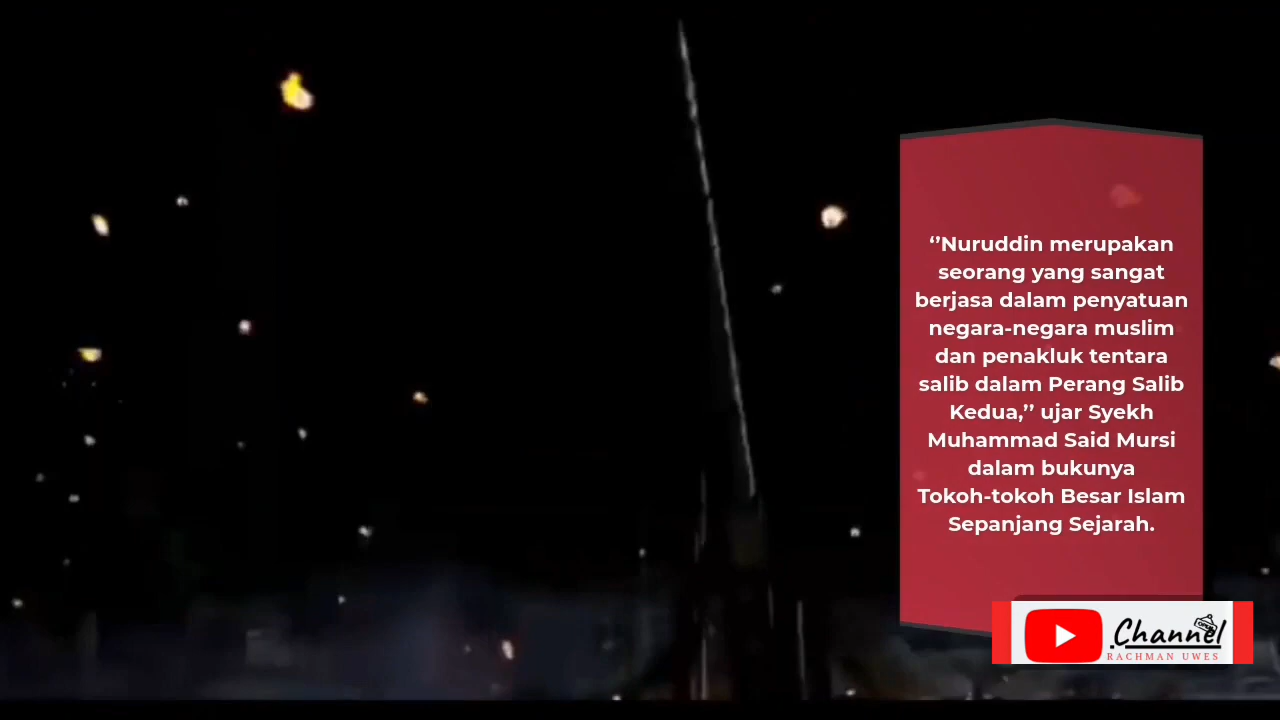 ‘’Nuruddin merupakan
seorang yang sangat
berjasa dalam penyatuan
negara-negara muslim
dan penakluk tentara
salib dalam Perang Salib
Kedua,’’ ujar Syekh
Muhammad Said Mursi
dalam bukunya
Tokoh-tokoh Besar Islam
Sepanjang Sejarah.
Channel
RACHMAN UWES